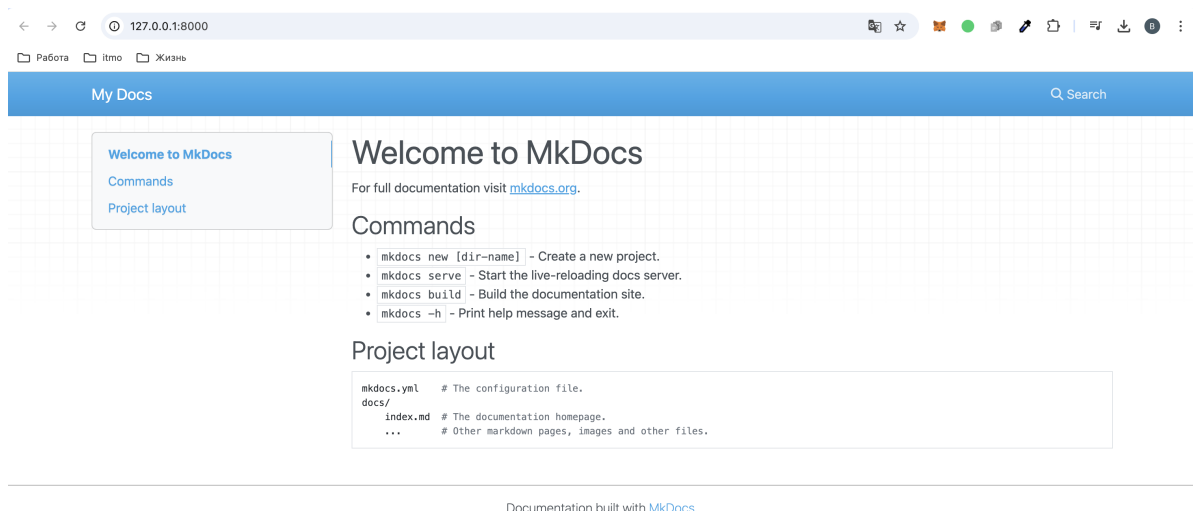 127.0.0.1:8000
B
Работа itmo Жизнь
My Docs
Search
Welcome to MkDocs
Commands
Project layout
Welcome to MkDocs
For full documentation visit mkdocs.org.
Commands
mkdocs new [dir-name] - Create a new project.
mkdocs serve - Start the live-reloading docs server.
mkdocs build - Build the documentation site.
mkdocs -h - Print help message and exit.
Project layout
mkdocs.yml    # The configuration file.
docs/
    index.md  # The documentation homepage.
    ...       # Other markdown pages, images and other files.
Documentation built with MkDocs